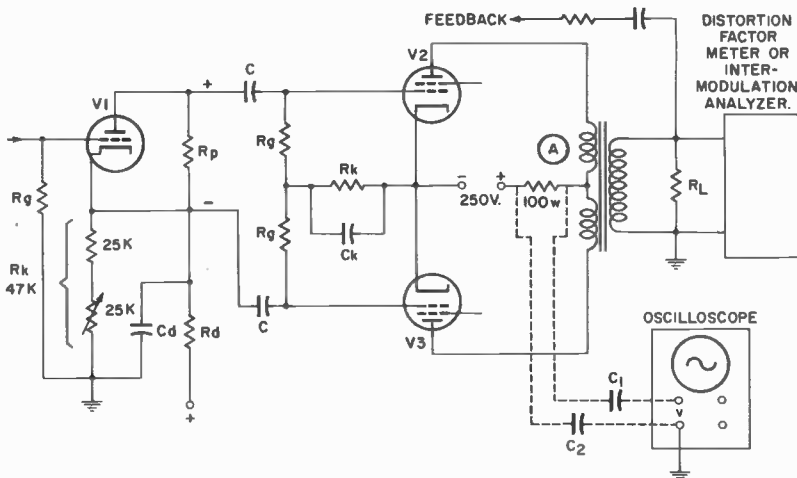 FEEDBACK
DISTORTION
FACTOR
METER OR
INTER-
MODULATION
ANALYZER.
V1
+
C
V2
Rp
Rg
A
Rg
Rk
-
+
-
250V.
100w
RL
25K
Rk
47K
Rg
Ck
25K
Cd
Rd
C
V3
OSCILLOSCOPE
C1
V
C2
+